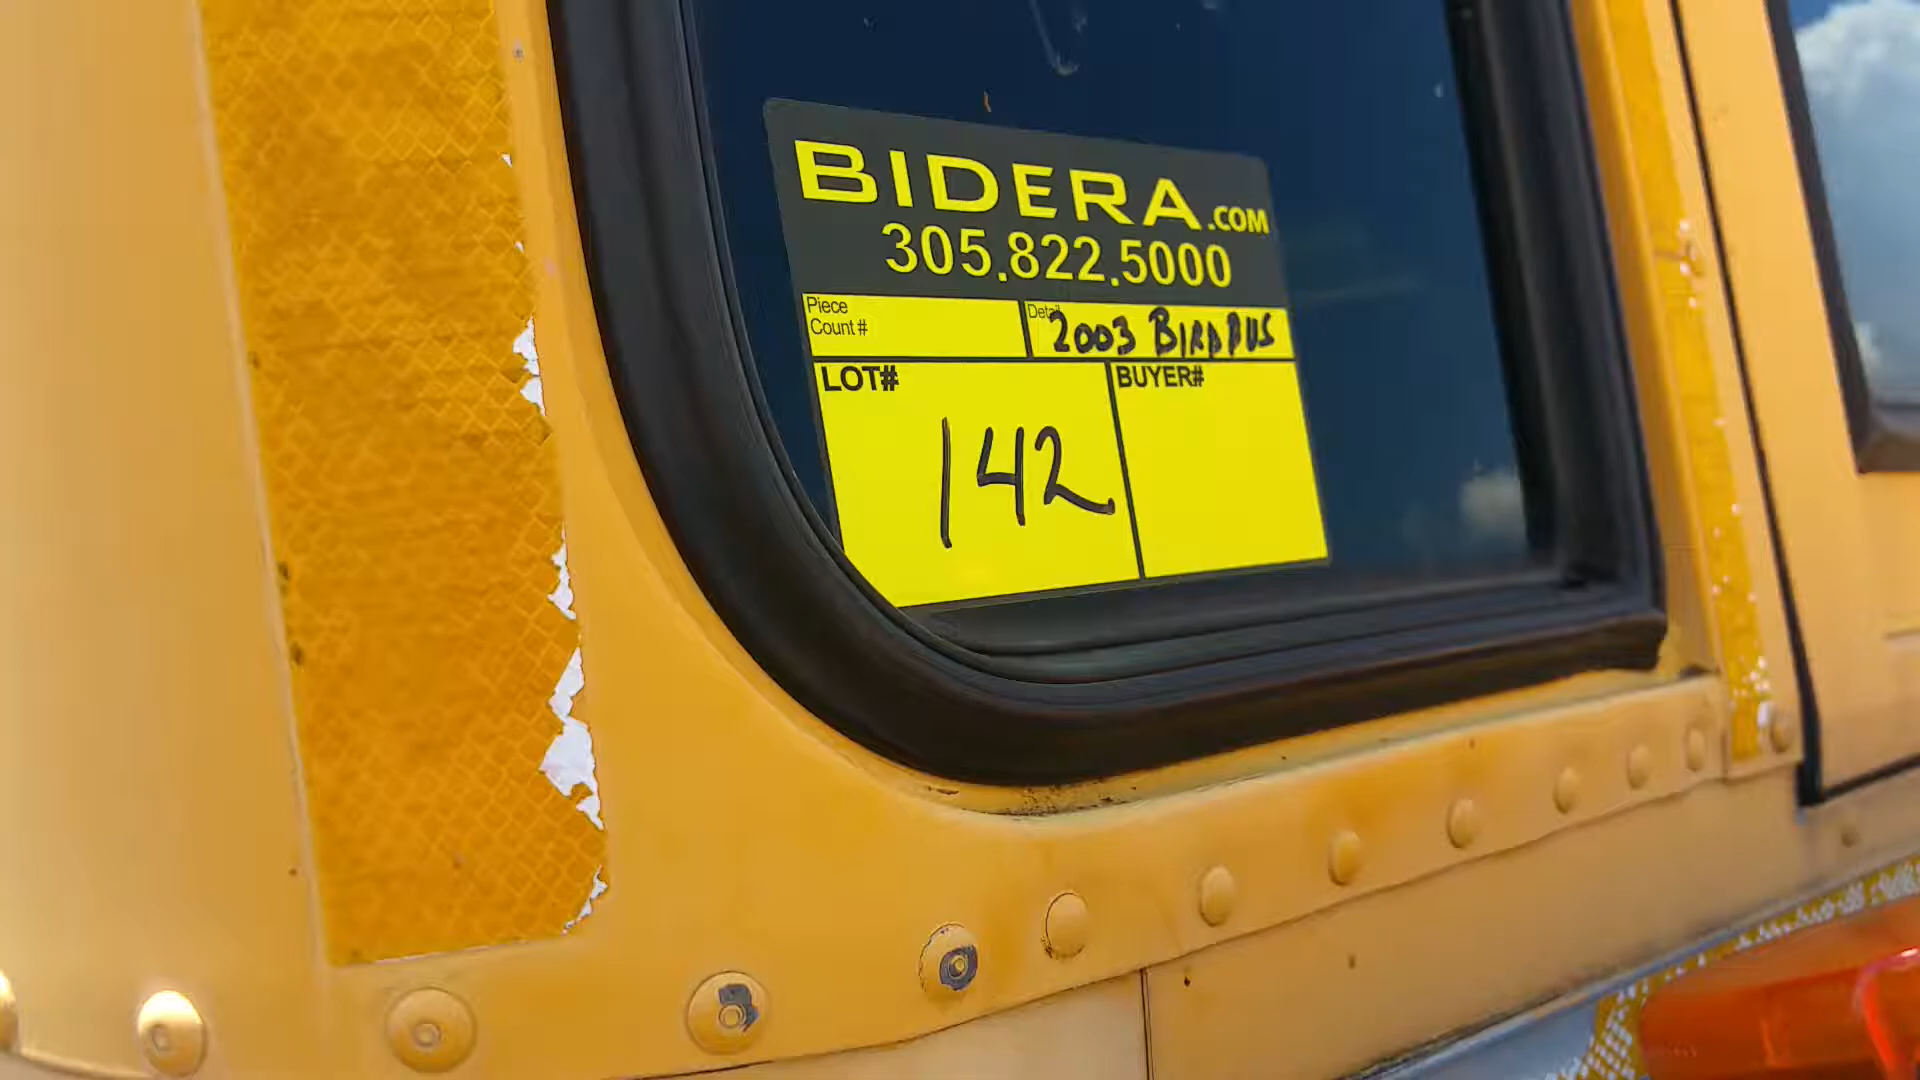 BIDERA.COM
305.822.5000
Piece
Count #
Detail
2003 BIRD BUS
LOT#
142
BUYER#